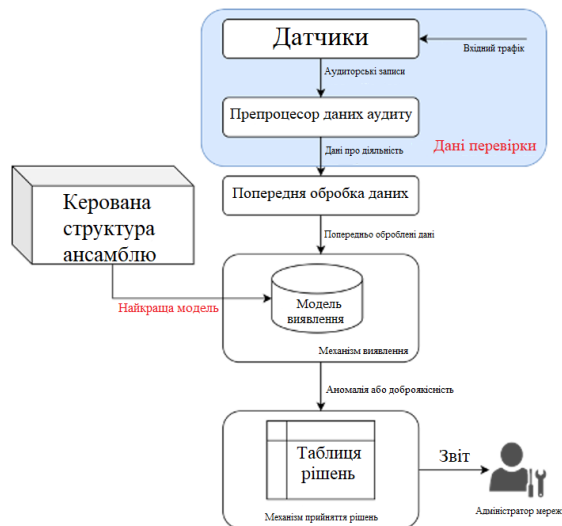 Датчики
Вхідний трафік
Аудиторські записи
Препроцесор даних аудиту
Дані про діяльність
Дані перевірки
Попередня обробка даних
Керована
структура
ансамблю
Попередньо оброблені дані
Найкраща модель
Модель
виявлення
Механізм виявлення
Аномалія або доброякісність
Таблиця
рішень
Звіт
Адміністратор мереж
Механізм прийняття рішень